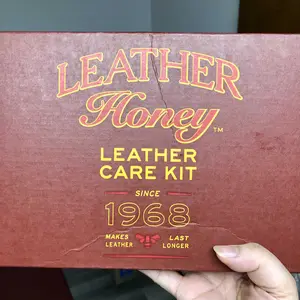 LEATHER
Honey™
LEATHER
CARE KIT
SINCE
1968
MAKES LAST
LEATHER LONGER